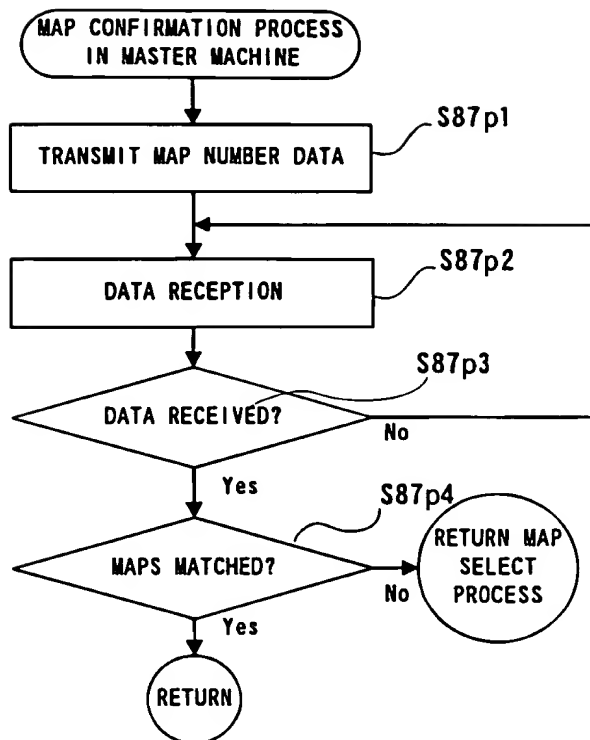 MAP CONFIRMATION PROCESS
IN MASTER MACHINE
S87p1
TRANSMIT MAP NUMBER DATA
S87p2
DATA RECEPTION
S87p3
DATA RECEIVED?
No
Yes
S87p4
MAPS MATCHED?
No
RETURN MAP
SELECT
PROCESS
Yes
RETURN